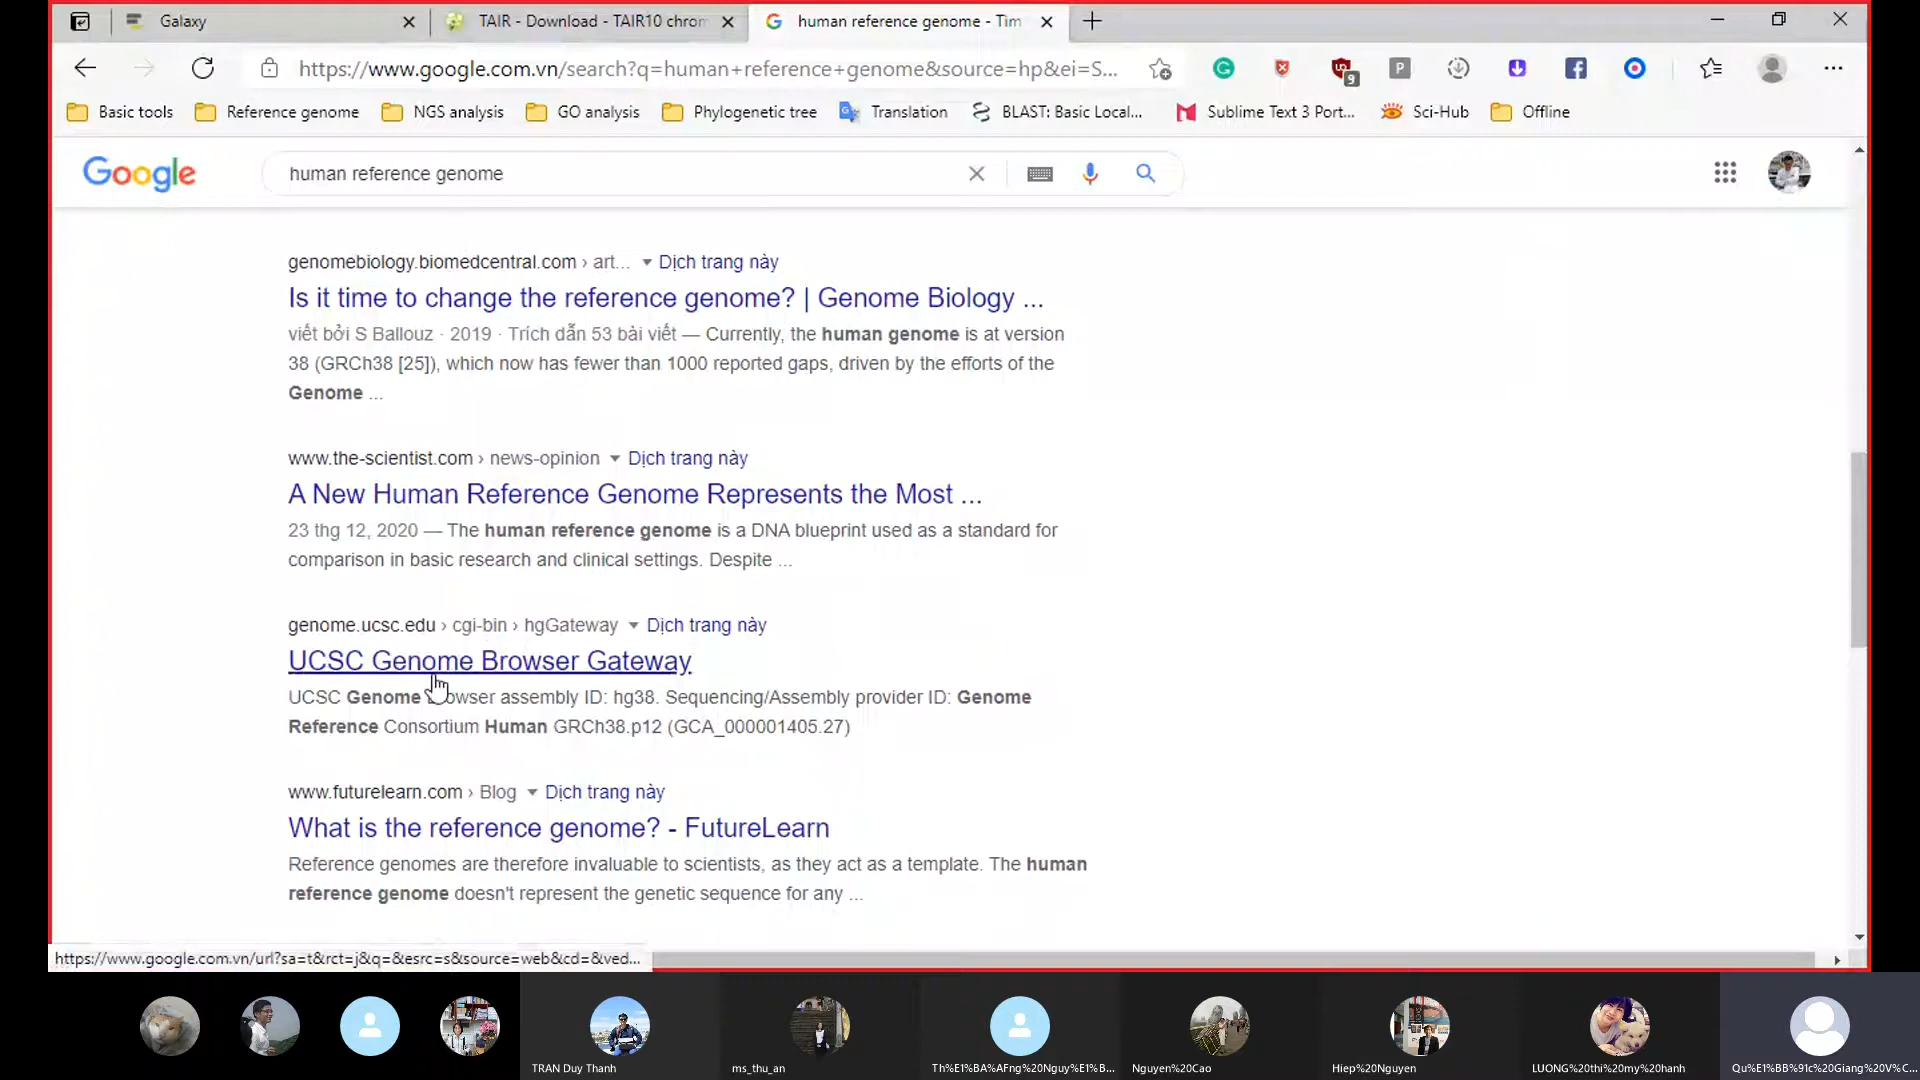 Galaxy
TAIR - Download - TAIR10 chrom
human reference genome - Tìm
https://www.google.com.vn/search?q=human+reference+genome&source=hp&ei=S...
9
Basic tools
Reference genome
NGS analysis
GO analysis
Phylogenetic tree
Translation
BLAST: Basic Local...
Sublime Text 3 Port...
Sci-Hub
Offline
Google
human reference genome
genomebiology.biomedcentral.com › art... Dịch trang này
Is it time to change the reference genome? | Genome Biology ...
viết bởi S Ballouz · 2019 · Trích dẫn 53 bài viết — Currently, the human genome is at version
38 (GRCh38 [25]), which now has fewer than 1000 reported gaps, driven by the efforts of the
Genome ...
www.the-scientist.com › news-opinion Dịch trang này
A New Human Reference Genome Represents the Most ...
23 thg 12, 2020 — The human reference genome is a DNA blueprint used as a standard for
comparison in basic research and clinical settings. Despite ...
genome.ucsc.edu › cgi-bin › hgGateway Dịch trang này
UCSC Genome Browser Gateway
UCSC Genome Browser assembly ID: hg38. Sequencing/Assembly provider ID: Genome
Reference Consortium Human GRCh38.p12 (GCA_000001405.27)
www.futurelearn.com › Blog Dịch trang này
What is the reference genome? - FutureLearn
Reference genomes are therefore invaluable to scientists, as they act as a template. The human
reference genome doesn't represent the genetic sequence for any ...
https://www.google.com.vn/url?sa=t&rct=j&q=&esrc=s&source=web&cd=&ved...
TRAN Duy Thanh
ms_thu_an
Th%E1%BA%AFng%20Nguy%E1%B...
Nguyen%20Cao
Hiep%20Nguyen
LUONG%20thi%20my%20hanh
Qu%E1%BB%91c%20Giang%20V%C...